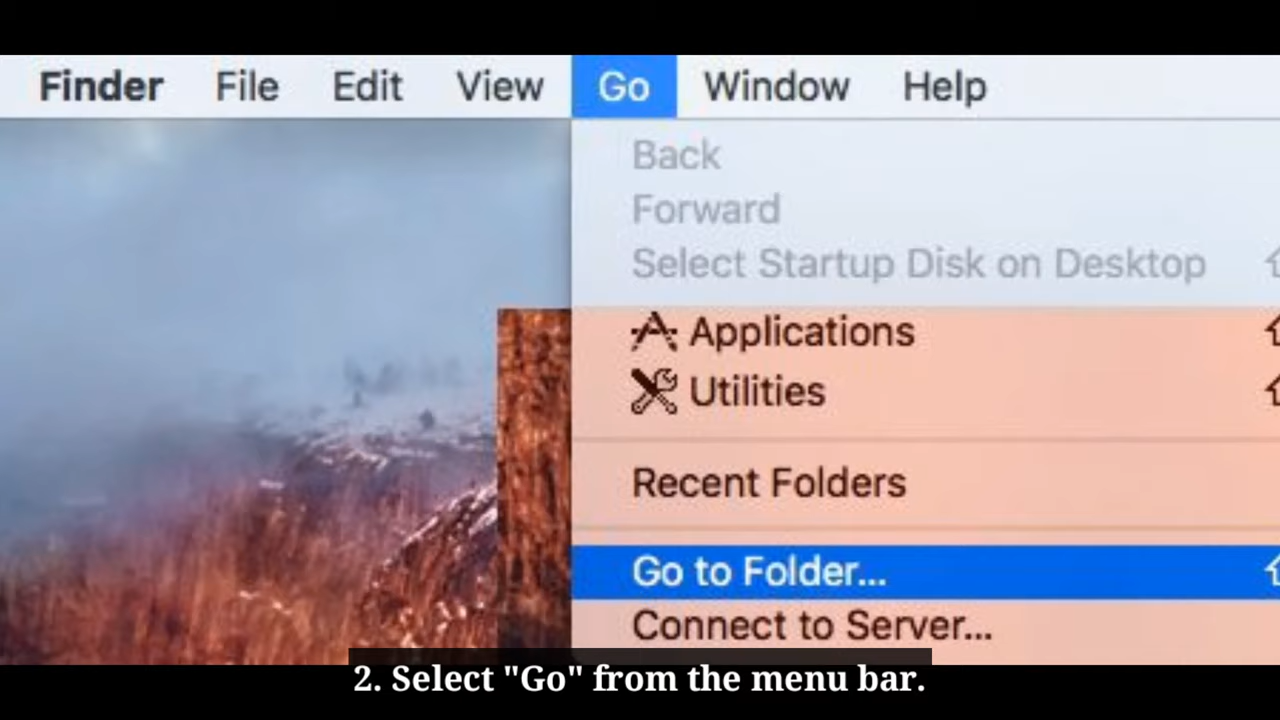 Finder File Edit View Go Window Help
Back
Forward
Select Startup Disk on Desktop
Applications
Utilities
Recent Folders
Go to Folder...
Connect to Server...
2. Select "Go" from the menu bar.